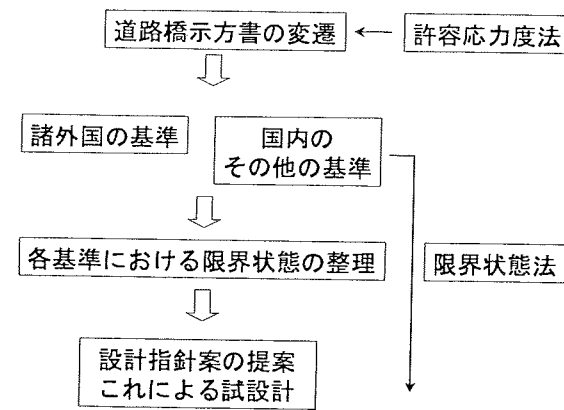 道路橋示方書の変遷
許容応力度法
諸外国の基準
国内の
その他の基準
各基準における限界状態の整理
限界状態法
設計指針案の提案
これによる試設計